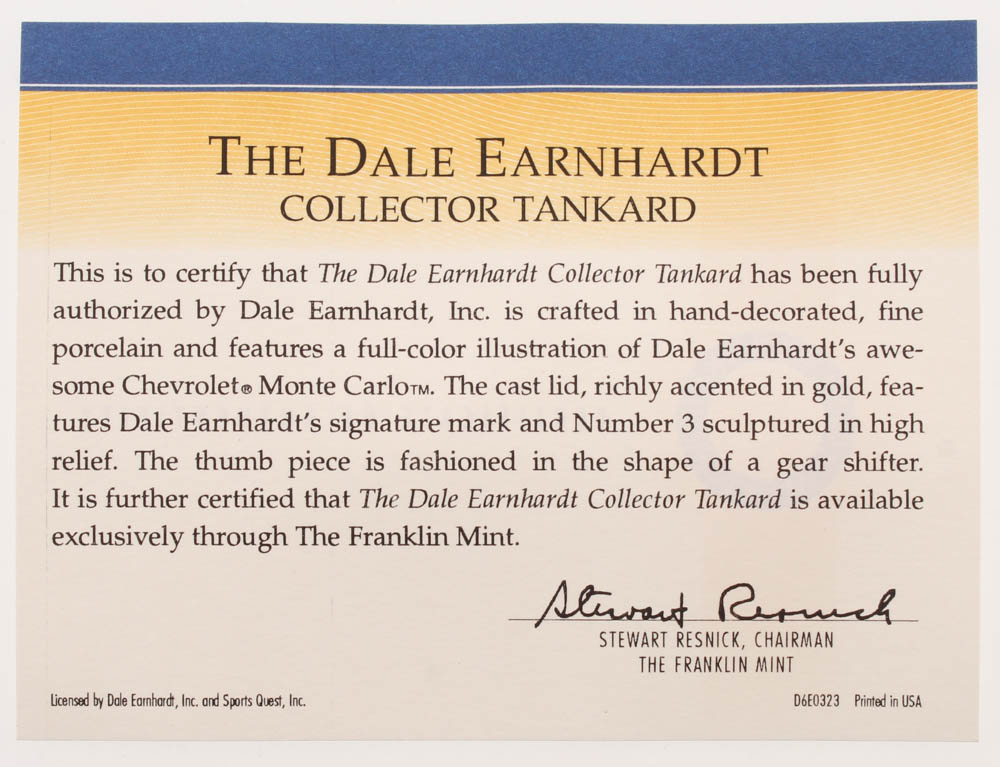 THE DALE EARNHARDT
COLLECTOR TANKARD
This is to certify that The Dale Earnhardt Collector Tankard has been fully
authorized by Dale Earnhardt, Inc. is crafted in hand-decorated, fine
porcelain and features a full-color illustration of Dale Earnhardt's awe-
some Chevrolet® Monte Carlo™. The cast lid, richly accented in gold, fea-
tures Dale Earnhardt's signature mark and Number 3 sculptured in high
relief. The thumb piece is fashioned in the shape of a gear shifter.
It is further certified that The Dale Earnhardt Collector Tankard is available
exclusively through The Franklin Mint.
Stewart Resnick
STEWART RESNICK, CHAIRMAN
THE FRANKLIN MINT
Licensed by Dale Earnhardt, Inc. and Sports Quest, Inc.
D6E0323 Printed in USA